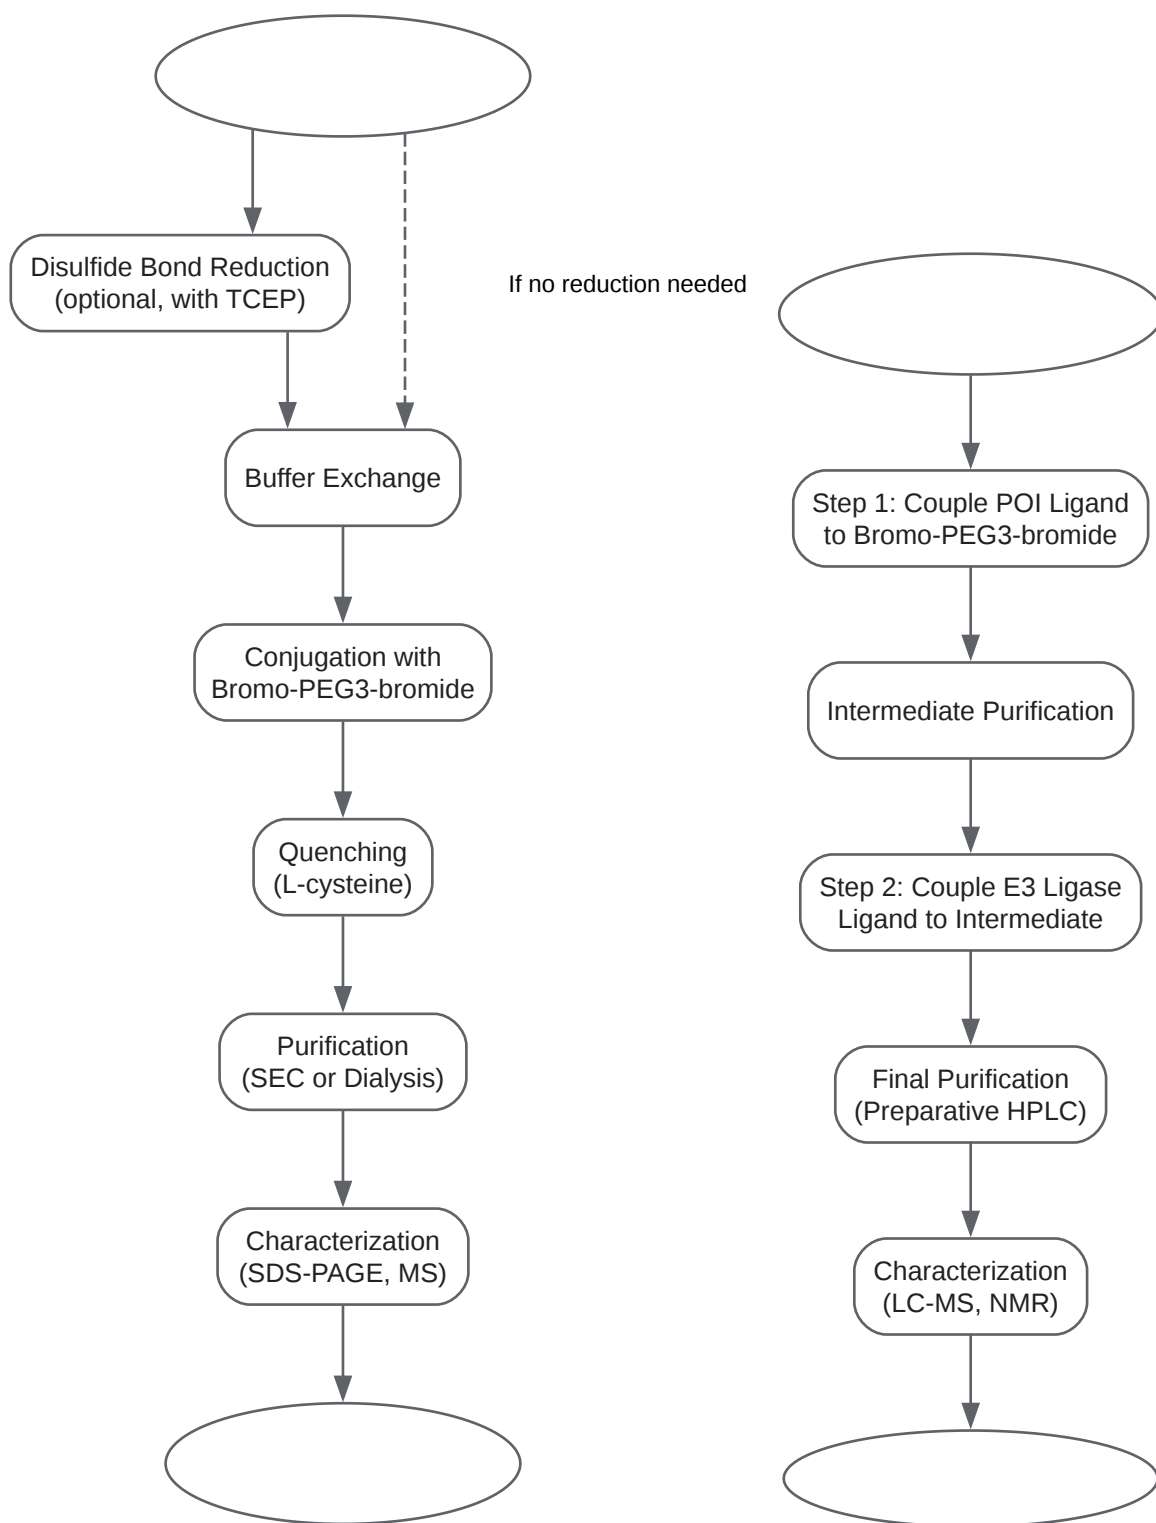 Disulfide Bond Reduction
(optional, with TCEP)
If no reduction needed
Buffer Exchange
Conjugation with
Bromo-PEG3-bromide
Quenching
(L-cysteine)
Purification
(SEC or Dialysis)
Characterization
(SDS-PAGE, MS)
Step 1: Couple POI Ligand
to Bromo-PEG3-bromide
Intermediate Purification
Step 2: Couple E3 Ligase
Ligand to Intermediate
Final Purification
(Preparative HPLC)
Characterization
(LC-MS, NMR)